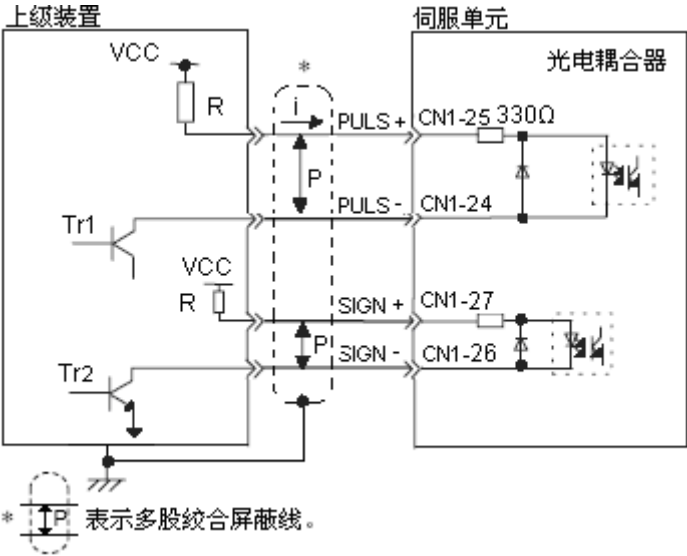 上级装置
伺服单元
VCC
*
光电耦合器
R
i
PULS +
CN1-25
330Ω
P
PULS -
CN1-24
Tr1
VCC
R
SIGN +
CN1-27
P
SIGN -
CN1-26
Tr2
* P 表示多股绞合屏蔽线。